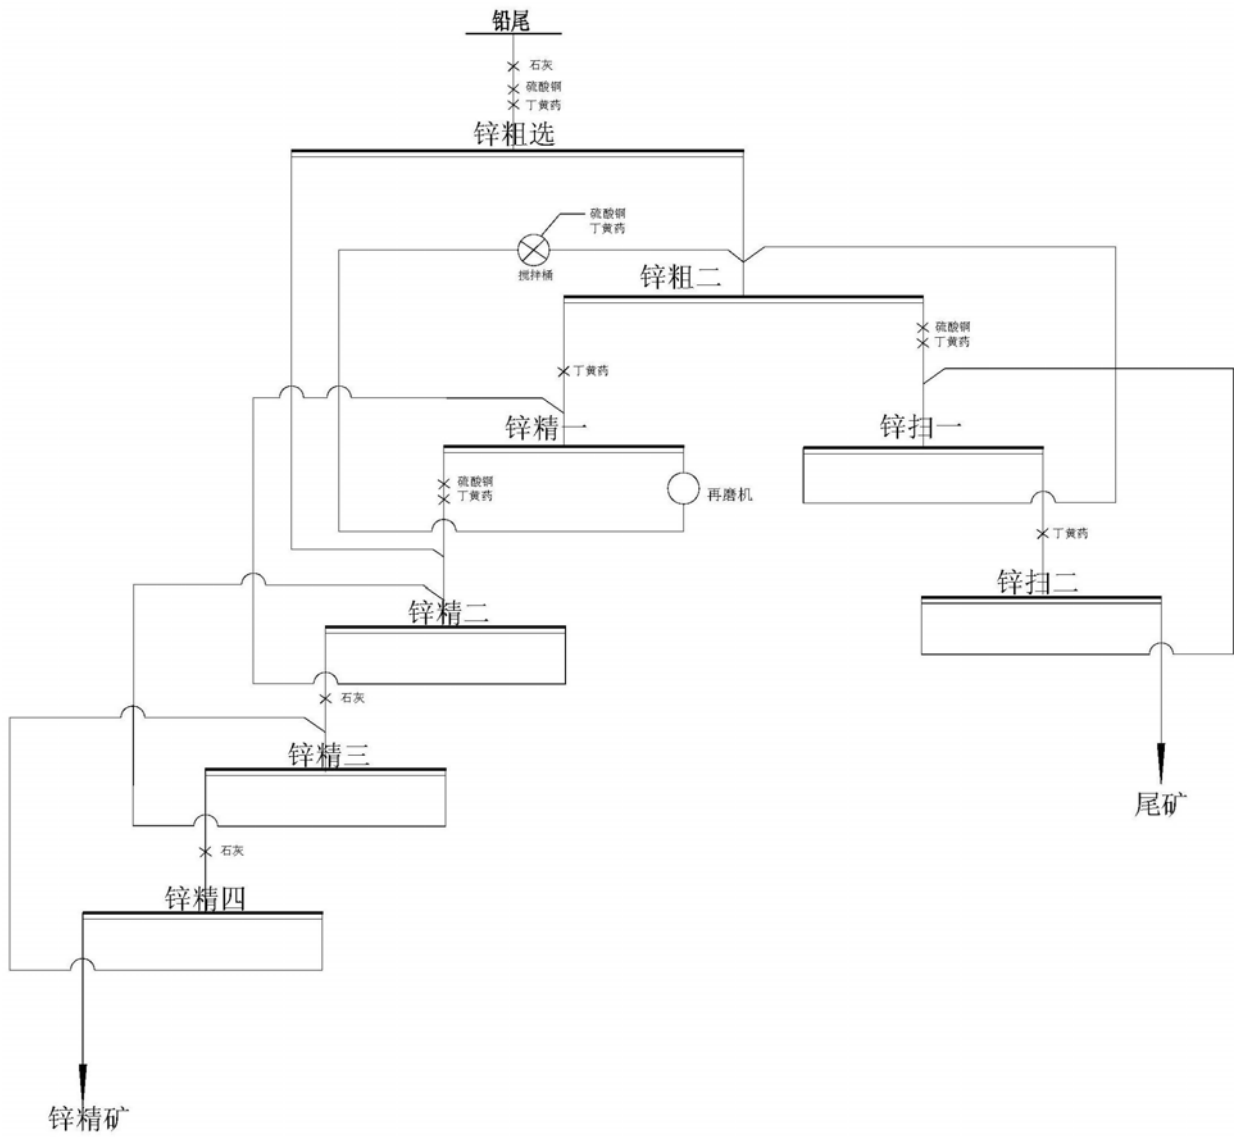 铅尾
石灰
硫酸铜
丁黄药
锌粗选
硫酸铜
丁黄药
搅拌桶
锌粗二
硫酸铜
丁黄药
丁黄药
锌精一
锌扫一
硫酸铜
丁黄药
再磨机
丁黄药
锌扫二
锌精二
石灰
锌精三
尾矿
石灰
锌精四
锌精矿